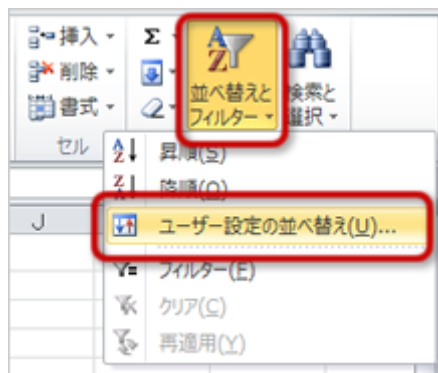 挿入
削除
書式
セル
Σ
並べ替えと
フィルター
検索と
選択
昇順(S)
降順(O)
ユーザー設定の並べ替え(U)...
フィルター(F)
クリア(C)
再適用(Y)
J